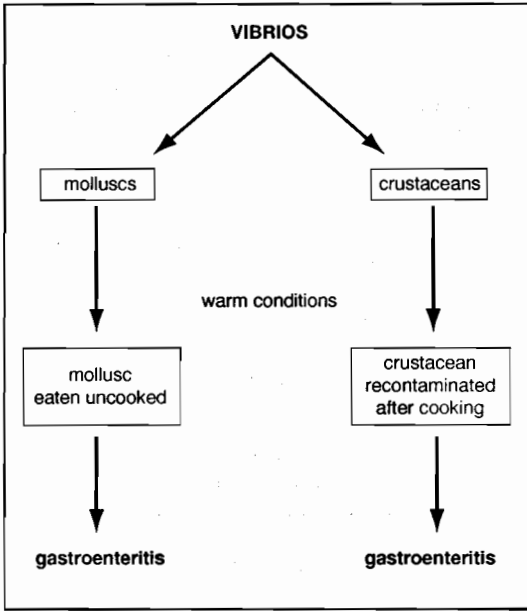 VIBRIOS
molluscs
crustaceans
warm conditions
mollusc
eaten uncooked
crustacean
recontaminated
after cooking
gastroenteritis
gastroenteritis